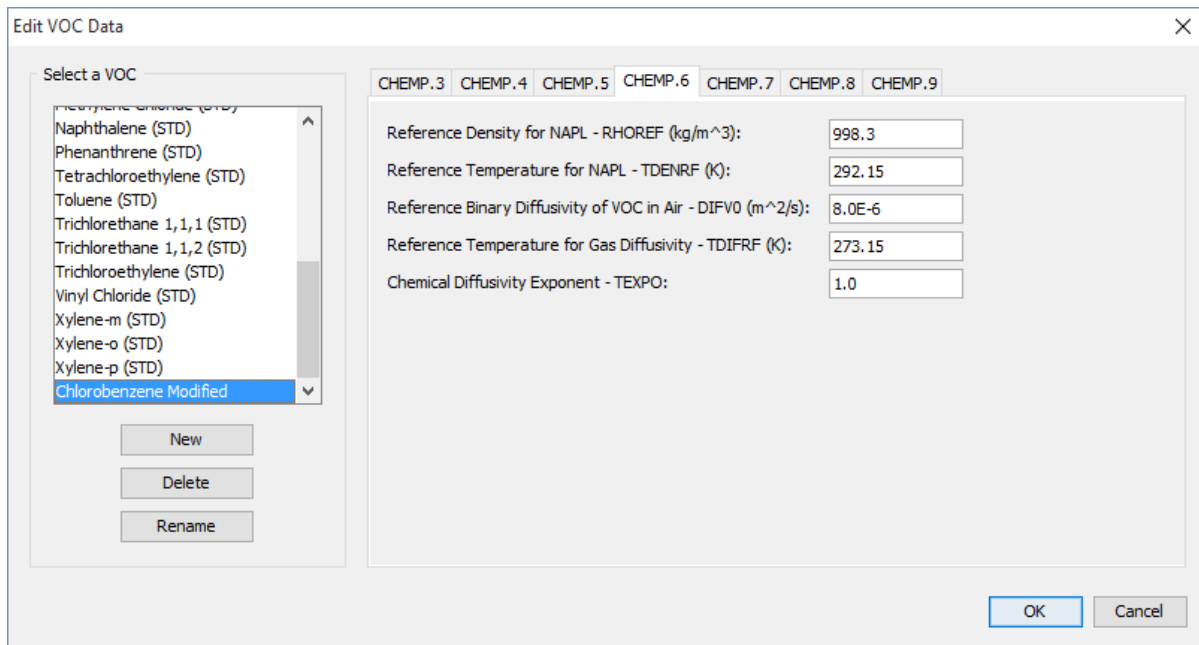 Edit VOC Data
Select a VOC
Methylene Chloride (STD)
Naphthalene (STD)
Phenanthrene (STD)
Tetrachloroethylene (STD)
Toluene (STD)
Trichlorethane 1,1,1 (STD)
Trichlorethane 1,1,2 (STD)
Trichloroethylene (STD)
Vinyl Chloride (STD)
Xylene-m (STD)
Xylene-o (STD)
Xylene-p (STD)
Chlorobenzene Modified
New
Delete
Rename
CHEMP.3 CHEMP.4 CHEMP.5 CHEMP.6 CHEMP.7 CHEMP.8 CHEMP.9
Reference Density for NAPL - RHOREF (kg/m^3): 998.3
Reference Temperature for NAPL - TDENRF (K): 292.15
Reference Binary Diffusivity of VOC in Air - DIFV0 (m^2/s): 8.0E-6
Reference Temperature for Gas Diffusivity - TDIFRF (K): 273.15
Chemical Diffusivity Exponent - TEXPO: 1.0
OK Cancel